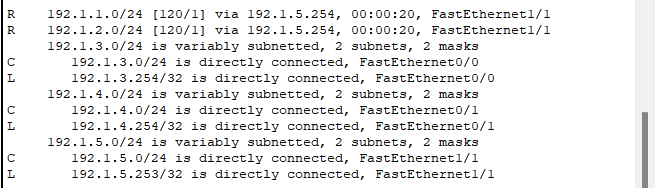 R    192.1.1.0/24 [120/1] via 192.1.5.254, 00:00:20, FastEthernet1/1
R    192.1.2.0/24 [120/1] via 192.1.5.254, 00:00:20, FastEthernet1/1
     192.1.3.0/24 is variably subnetted, 2 subnets, 2 masks
C       192.1.3.0/24 is directly connected, FastEthernet0/0
L       192.1.3.254/32 is directly connected, FastEthernet0/0
     192.1.4.0/24 is variably subnetted, 2 subnets, 2 masks
C       192.1.4.0/24 is directly connected, FastEthernet0/1
L       192.1.4.254/32 is directly connected, FastEthernet0/1
     192.1.5.0/24 is variably subnetted, 2 subnets, 2 masks
C       192.1.5.0/24 is directly connected, FastEthernet1/1
L       192.1.5.253/32 is directly connected, FastEthernet1/1